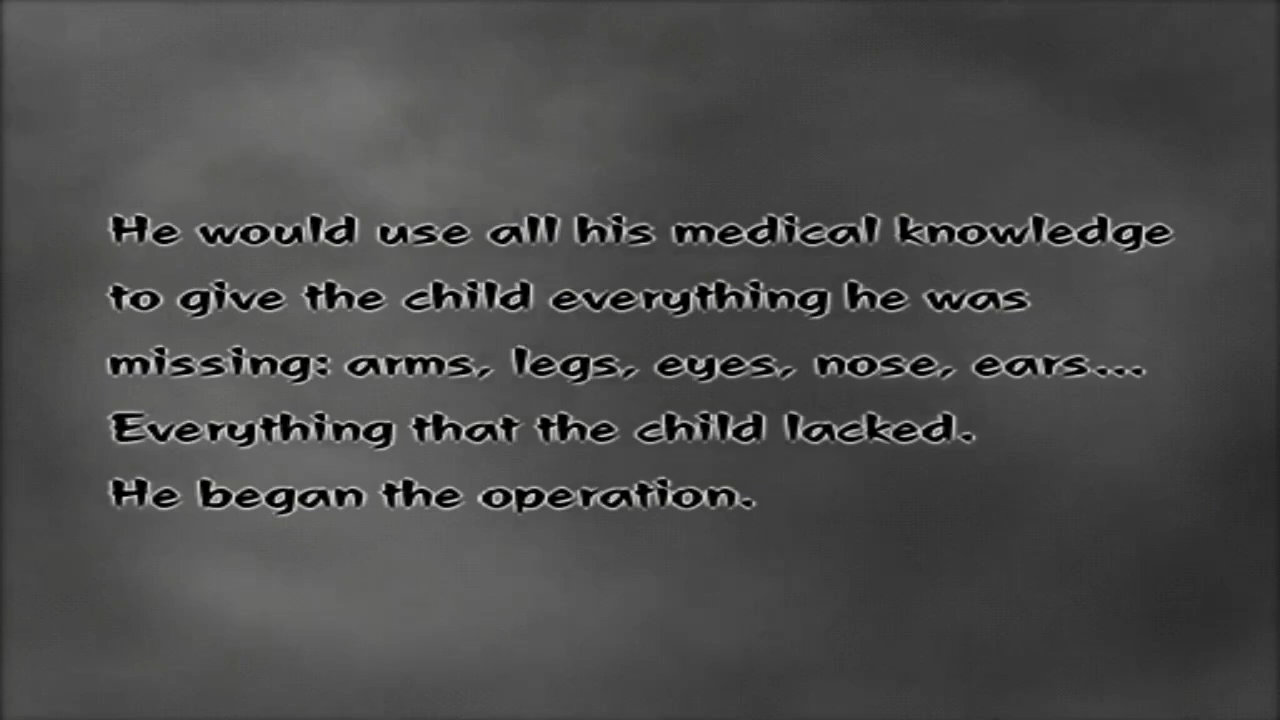 He would use all his medical knowledge
to give the child everything he was
missing: arms, legs, eyes, nose, ears...
Everything that the child lacked.
He began the operation.